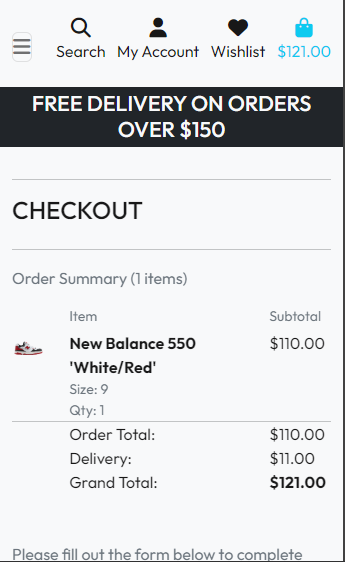 Search My Account Wishlist $121.00
FREE DELIVERY ON ORDERS
OVER $150
CHECKOUT
Order Summary (1 items)
Item Subtotal
New Balance 550 $110.00
'White/Red'
Size: 9
Qty: 1
Order Total: $110.00
Delivery: $11.00
Grand Total: $121.00
Please fill out the form below to complete